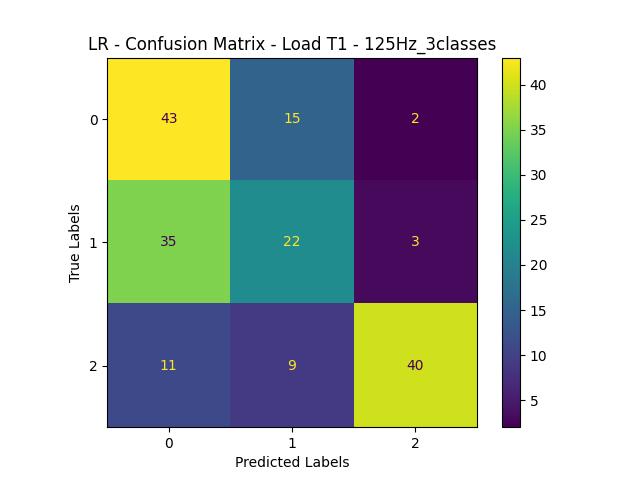 LR - Confusion Matrix - Load T1 - 125Hz_3classes
0 43 15 2
1 35 22 3
2 11 9 40
0 1 2
Predicted Labels
True Labels
40
35
30
25
20
15
10
5